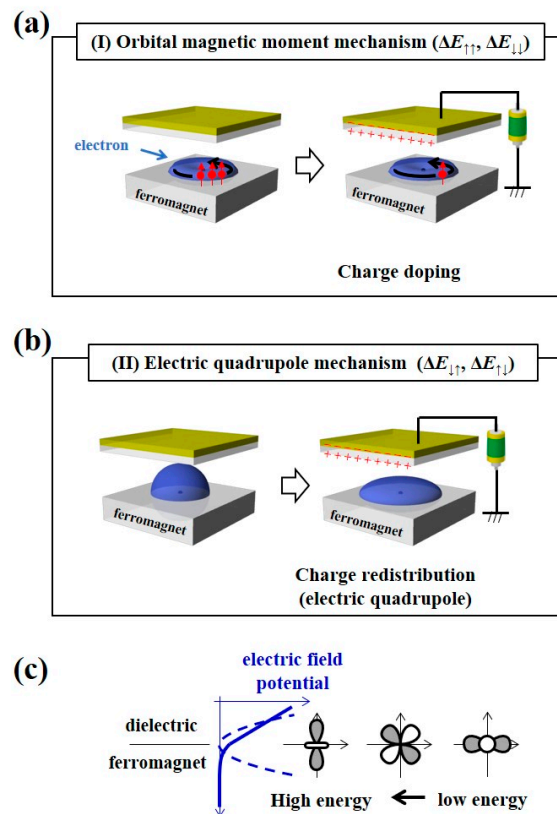 (a)
(I) Orbital magnetic moment mechanism (ΔE↑↑, ΔE↓↓)
electron
ferromagnet
ferromagnet
Charge doping
(b)
(II) Electric quadrupole mechanism (ΔE↓↑, ΔE↑↓)
ferromagnet
ferromagnet
Charge redistribution
(electric quadrupole)
(c)
electric field
potential
dielectric
ferromagnet
High energy
low energy